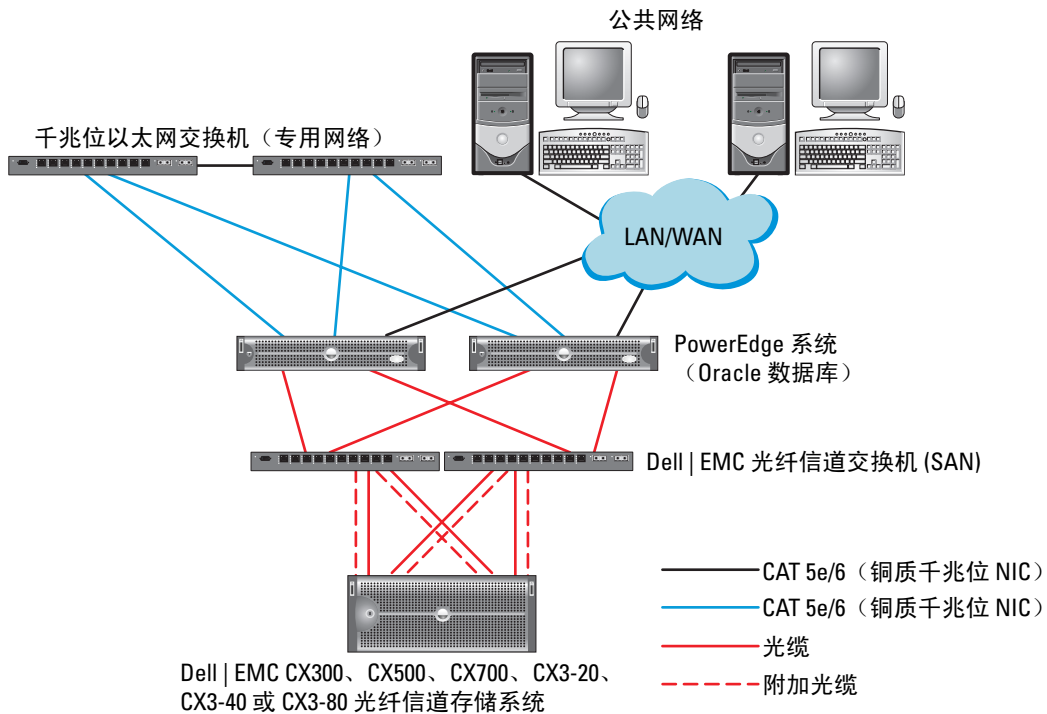 公共网络
千兆位以太网交换机（专用网络）
LAN/WAN
PowerEdge 系统
（Oracle 数据库）
Dell | EMC 光纤信道交换机 (SAN)
CAT 5e/6（铜质千兆位 NIC）
CAT 5e/6（铜质千兆位 NIC）
光缆
附加光缆
Dell | EMC CX300、CX500、CX700、CX3-20、
CX3-40 或 CX3-80 光纤信道存储系统